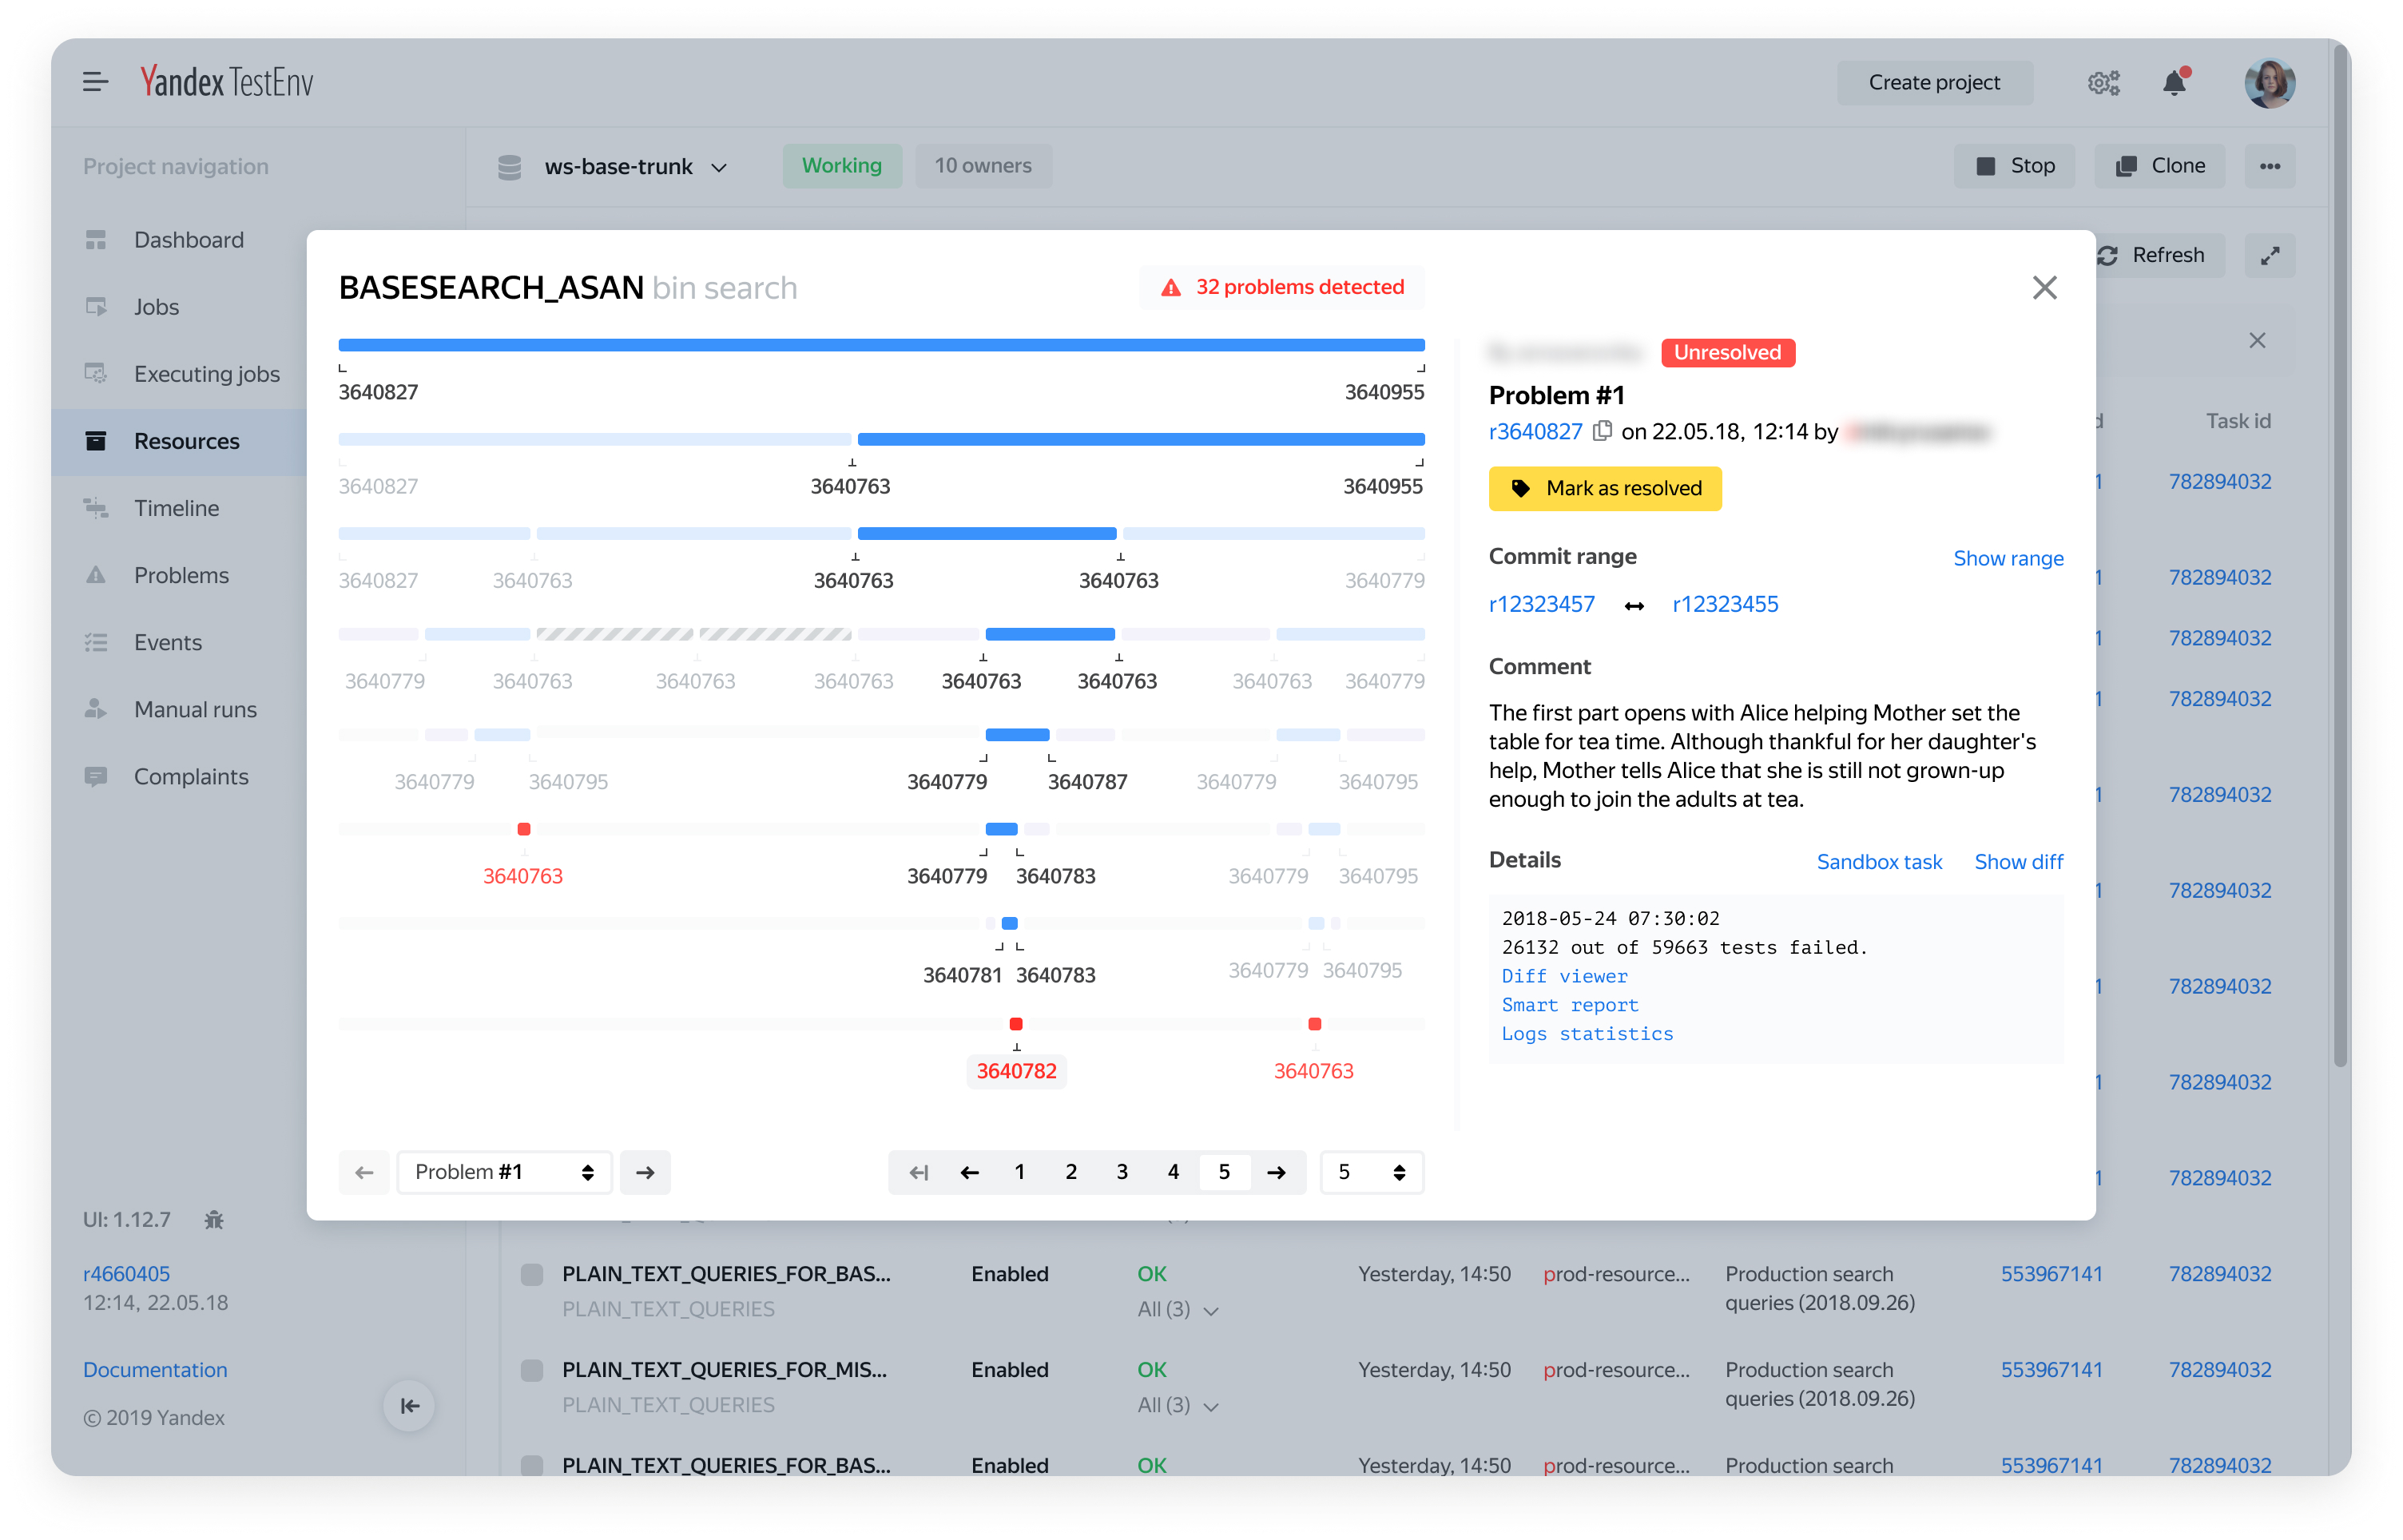 Yandex TestEnv
Create project
Project navigation
ws-base-trunk
Working
10 owners
Stop
Clone
Dashboard
Jobs
Executing jobs
Resources
Timeline
Problems
Events
Manual runs
Complaints
Refresh
Task id
782894032
782894032
782894032
782894032
782894032
782894032
782894032
782894032
782894032
BASESEARCH_ASAN bin search
32 problems detected
3640827 3640955
3640827 3640763 3640955
3640827 3640763 3640763 3640763 3640779
3640779 3640763 3640763 3640763 3640763 3640763 3640763 3640779
3640779 3640795 3640779 3640787 3640779 3640795
3640763 3640779 3640783 3640779 3640795
3640781 3640783 3640779 3640795
3640782 3640763
Problem #1
1 2 3 4 5
5
Unresolved
Problem #1
r3640827 on 22.05.18, 12:14 by
Mark as resolved
Commit range Show range
r12323457 r12323455
Comment
The first part opens with Alice helping Mother set the
table for tea time. Although thankful for her daughter's
help, Mother tells Alice that she is still not grown-up
enough to join the adults at tea.
Details Sandbox task Show diff
2018-05-24 07:30:02
26132 out of 59663 tests failed.
Diff viewer
Smart report
Logs statistics
UI: 1.12.7
r4660405
12:14, 22.05.18
Documentation
© 2019 Yandex
PLAIN_TEXT_QUERIES_FOR_BAS... Enabled OK Yesterday, 14:50 prod-resource... Production search 553967141 782894032
PLAIN_TEXT_QUERIES All (3) queries (2018.09.26)
PLAIN_TEXT_QUERIES_FOR_MIS... Enabled OK Yesterday, 14:50 prod-resource... Production search 553967141 782894032
PLAIN_TEXT_QUERIES All (3) queries (2018.09.26)
PLAIN_TEXT_QUERIES_FOR_BAS... Enabled OK Yesterday, 14:50 prod-resource... Production search 553967141 782894032